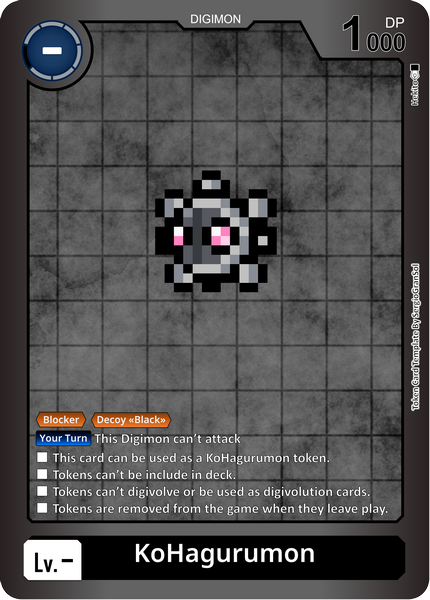 DIGIMON
DP
1000
-
Blocker Decoy «Black»
Your Turn This Digimon can't attack
This card can be used as a KoHagurumon token.
Tokens can't be include in deck.
Tokens can't digivolve or be used as digivolution cards.
Tokens are removed from the game when they leave play.
Lv.-
KoHagurumon
Token Card Template By SergioGranSol